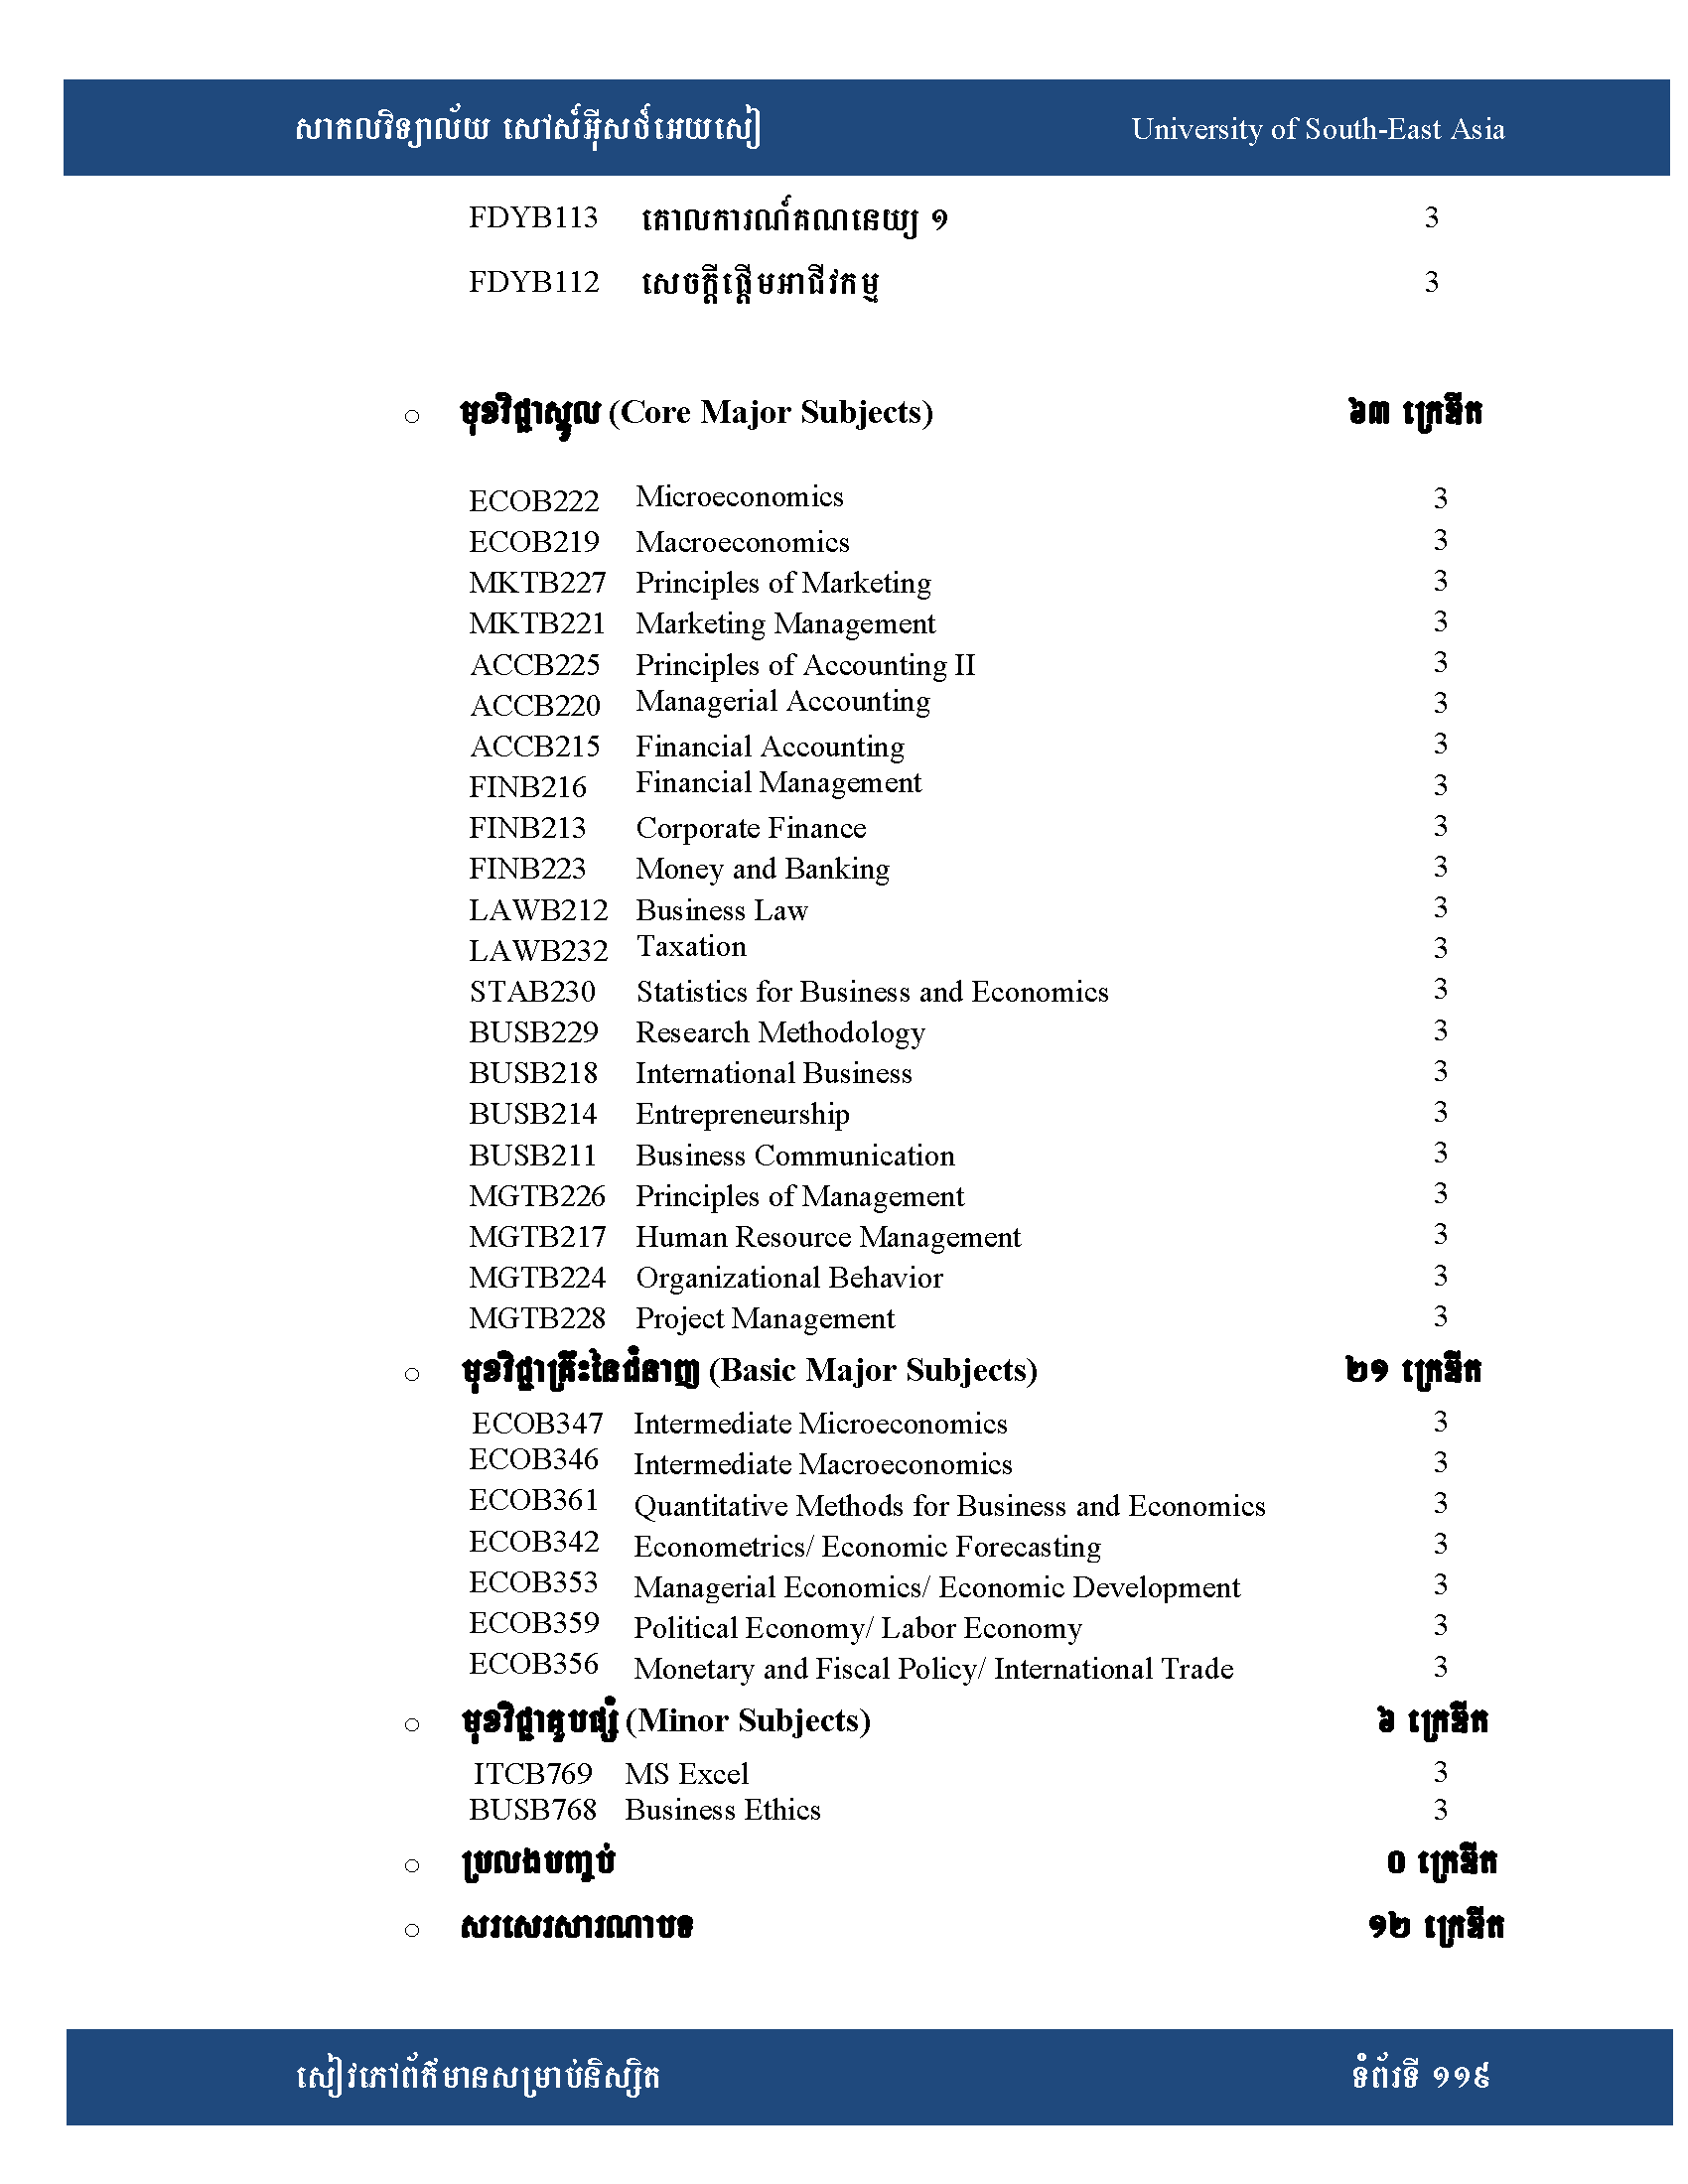 សាកលវិទ្យាល័យ សៅស៍អ៊ីសថ៍អេយសៀ University of South-East Asia
FDYB113 គោលការណ៍គណនេយ្យ ១ 3
FDYB112 សេចក្តីផ្តើមអាជីវកម្ម 3
○ មុខវិជ្ជាស្នូល (Core Major Subjects) ៦៣ ក្រេឌីត
ECOB222 Microeconomics 3
ECOB219 Macroeconomics 3
MKTB227 Principles of Marketing 3
MKTB221 Marketing Management 3
ACCB225 Principles of Accounting II 3
ACCB220 Managerial Accounting 3
ACCB215 Financial Accounting 3
FINB216 Financial Management 3
FINB213 Corporate Finance 3
FINB223 Money and Banking 3
LAWB212 Business Law 3
LAWB232 Taxation 3
STAB230 Statistics for Business and Economics 3
BUSB229 Research Methodology 3
BUSB218 International Business 3
BUSB214 Entrepreneurship 3
BUSB211 Business Communication 3
MGTB226 Principles of Management 3
MGTB217 Human Resource Management 3
MGTB224 Organizational Behavior 3
MGTB228 Project Management 3
○ មុខវិជ្ជាគ្រឹះនៃជំនាញ (Basic Major Subjects) ២១ ក្រេឌីត
ECOB347 Intermediate Microeconomics 3
ECOB346 Intermediate Macroeconomics 3
ECOB361 Quantitative Methods for Business and Economics 3
ECOB342 Econometrics/ Economic Forecasting 3
ECOB353 Managerial Economics/ Economic Development 3
ECOB359 Political Economy/ Labor Economy 3
ECOB356 Monetary and Fiscal Policy/ International Trade 3
○ មុខវិជ្ជាគួបផ្សំ (Minor Subjects) ៦ ក្រេឌីត
ITCB769 MS Excel 3
BUSB768 Business Ethics 3
○ ប្រលងបញ្ចប់ ០ ក្រេឌីត
○ សរសេរសារណាបទ ១២ ក្រេឌីត
សៀវភៅព័ត៌មានសម្រាប់និស្សិត ទំព័រទី ១១៩